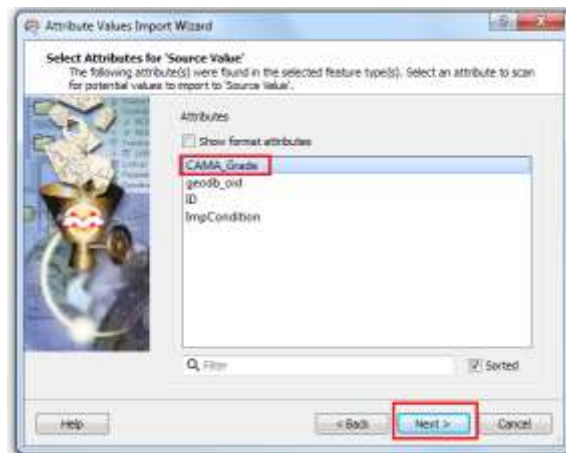 Attribute Values Import Wizard
Select Attributes for 'Source Value'
The following attribute(s) were found in the selected feature type(s). Select an attribute to scan
for potential values to import to 'Source Value'.
Attributes
Show format attributes
CAMA_Grade
geodb_oid
ID
ImpCondition
Filter
Sorted
Help
< Back
Next >
Cancel